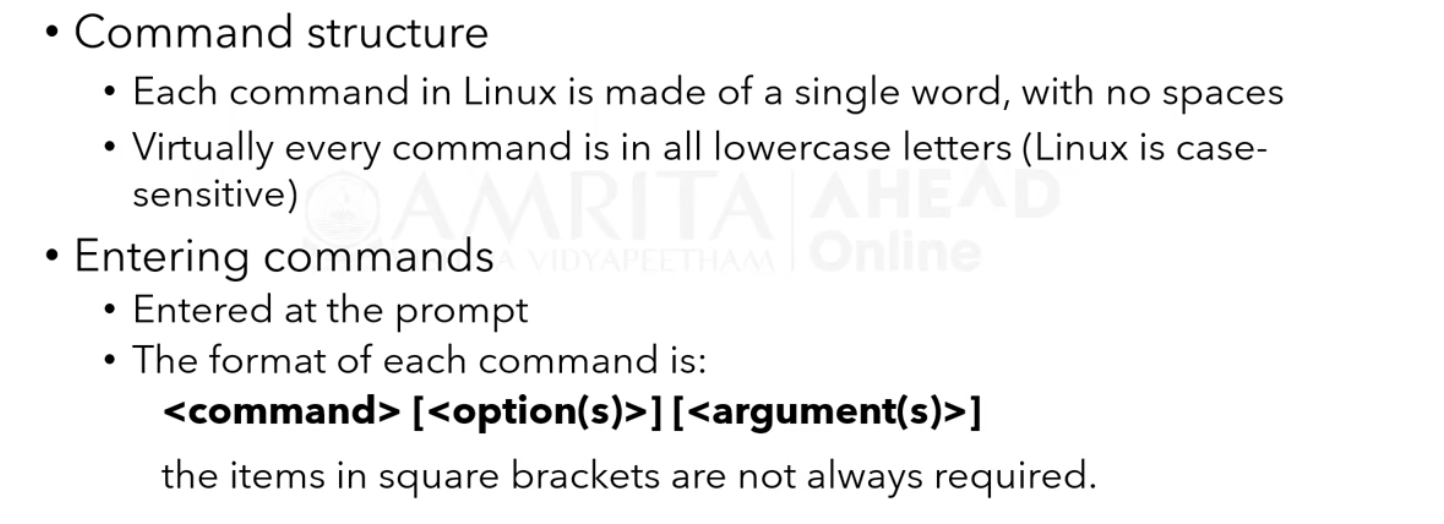 • Command structure
• Each command in Linux is made of a single word, with no spaces
• Virtually every command is in all lowercase letters (Linux is case-
sensitive)
AMRITA AHEAD
VIDYAPEETHAM Online
• Entering commands
• Entered at the prompt
• The format of each command is:
<command> [<option(s)>] [<argument(s)>]
the items in square brackets are not always required.